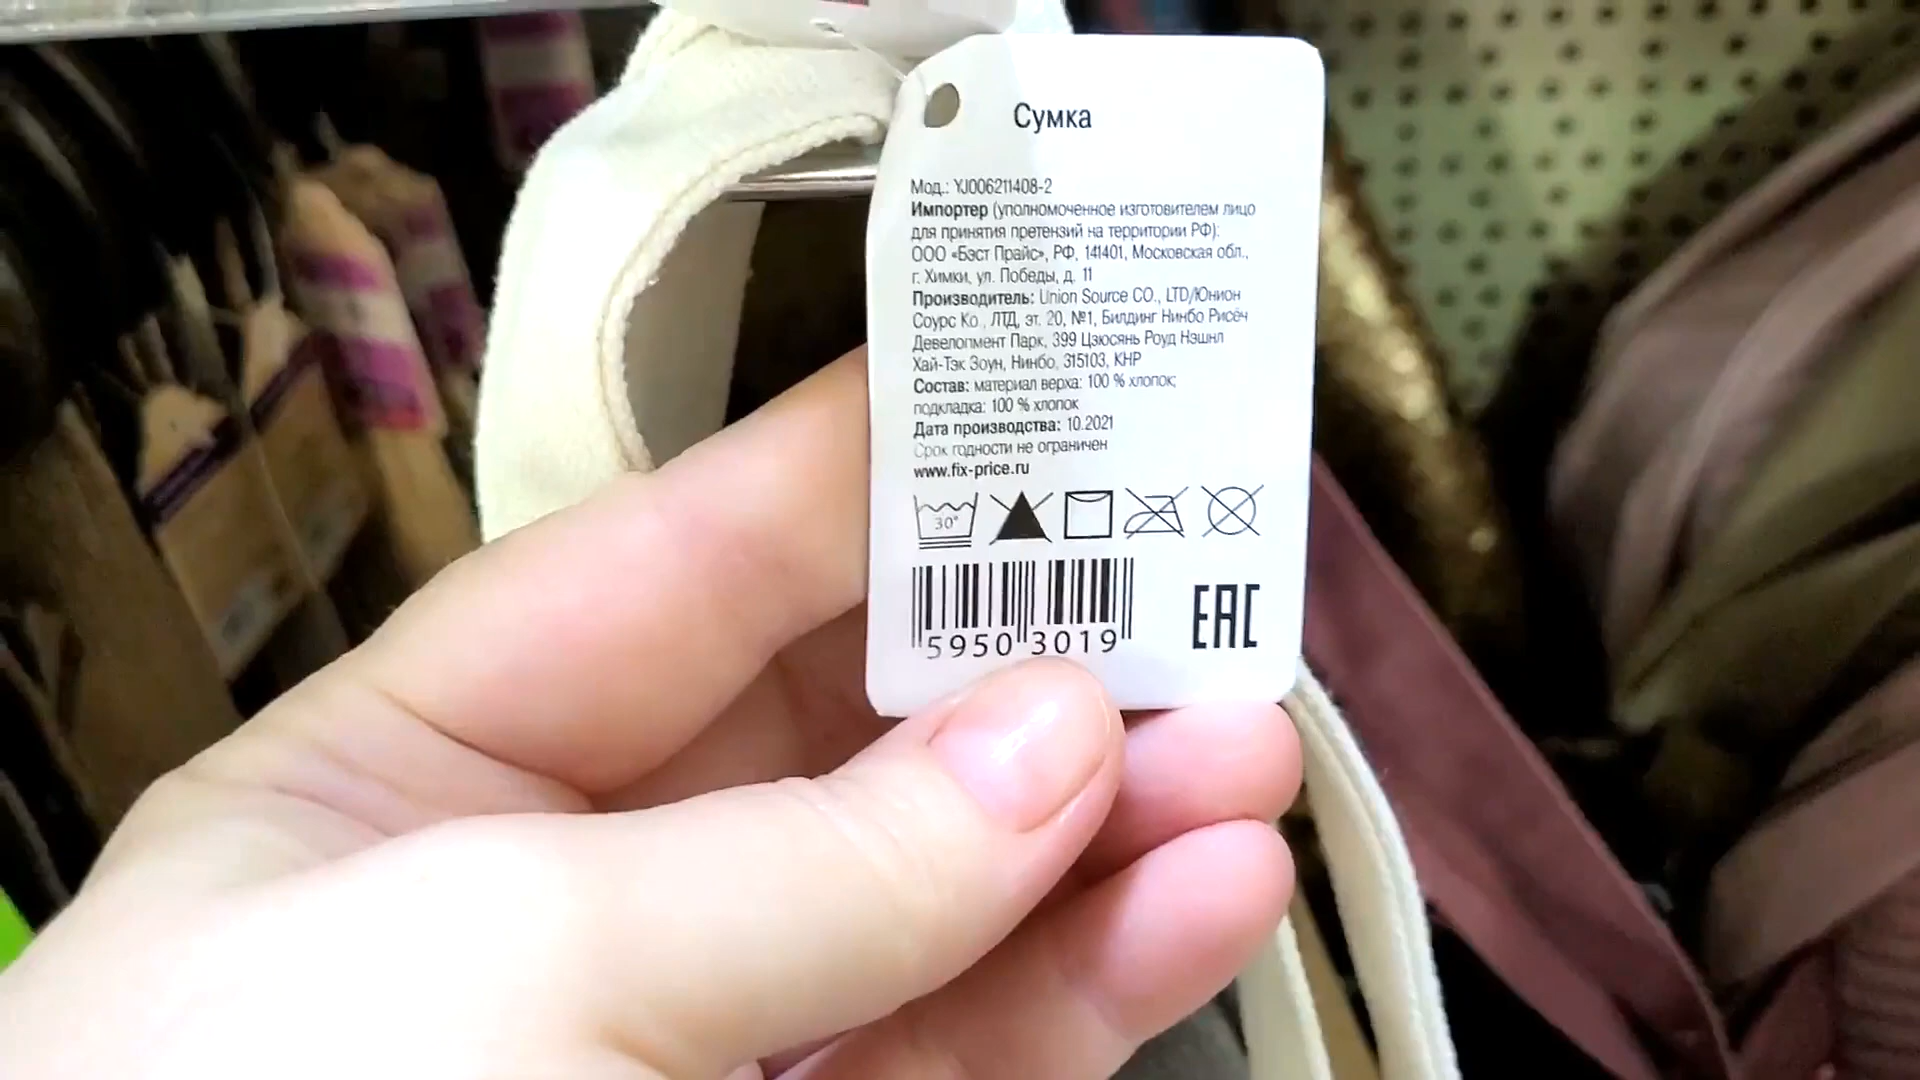 Сумка
Мод.: YJ006211408-2
Импортер (уполномоченное изготовителем лицо
для принятия претензий на территории РФ):
ООО «Бэст Прайс», РФ, 141401, Московская обл.,
г. Химки, ул. Победы, д. 11
Производитель: Union Source CO., LTD/Юнион
Соурс Ко., ЛТД, эт. 20, №1, Билдинг Нинбо Рисёч
Девелопмент Парк, 399 Цзюсянь Роуд Нэшнл
Хай-Тэк Зоун, Нинбо, 315103, КНР
Состав: материал верха: 100 % хлопок;
подкладка: 100 % хлопок
Дата производства: 10.2021
Срок годности не ограничен
www.fix-price.ru
30°
5950 3019
EAC